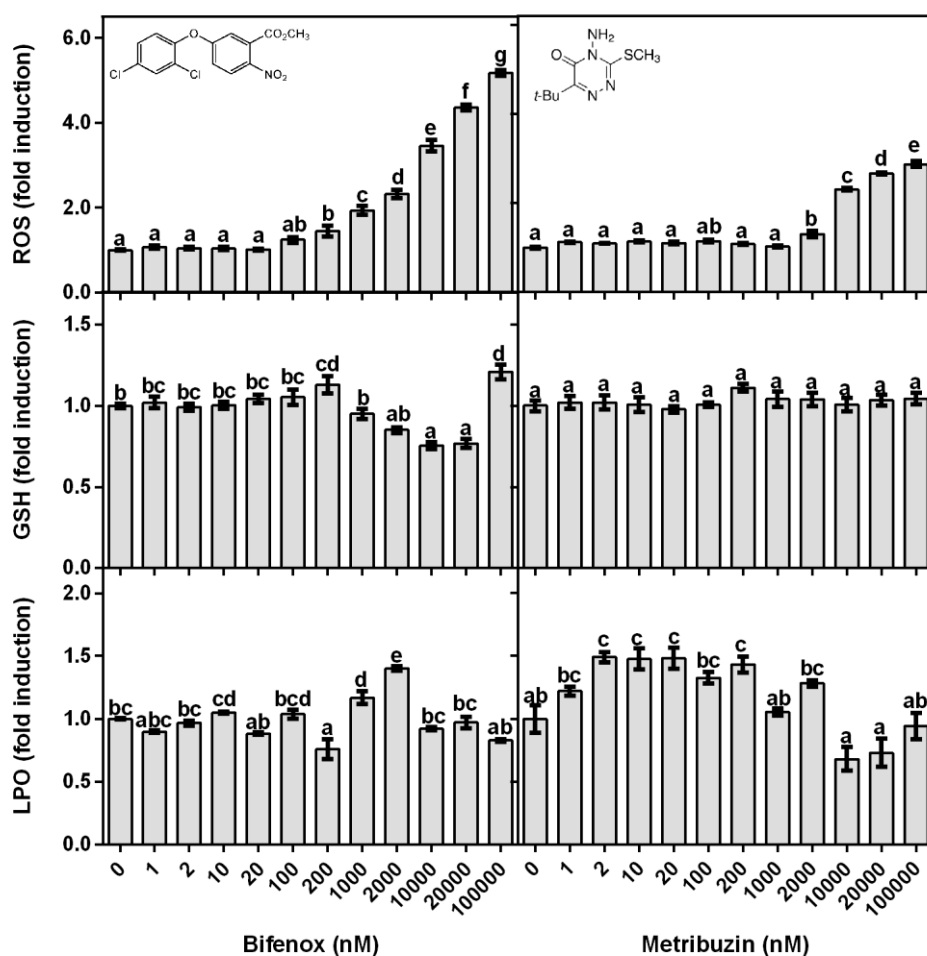 ROS (fold induction)
6.0
4.0
2.0
0.0
Cl
Cl
O
CO₂CH₃
NO₂
a a a a a ab b c d e f g
NH₂
O
N
SCH₃
N
N
t-Bu
a a a a a ab a a b c d e
GSH (fold induction)
1.5
1.0
0.5
0.0
b bc bc bc bc bc cd b ab a a d
a a a a a a a a a a a a
LPO (fold induction)
2.0
1.5
1.0
0.5
0.0
bc abc bc cd ab bcd a d e bc bc ab
ab bc c c c bc c ab bc a a ab
0 1 2 10 20 100 200 1000 2000 10000 20000 100000
0 1 2 10 20 100 200 1000 2000 10000 20000 100000
Bifenox (nM)
Metribuzin (nM)